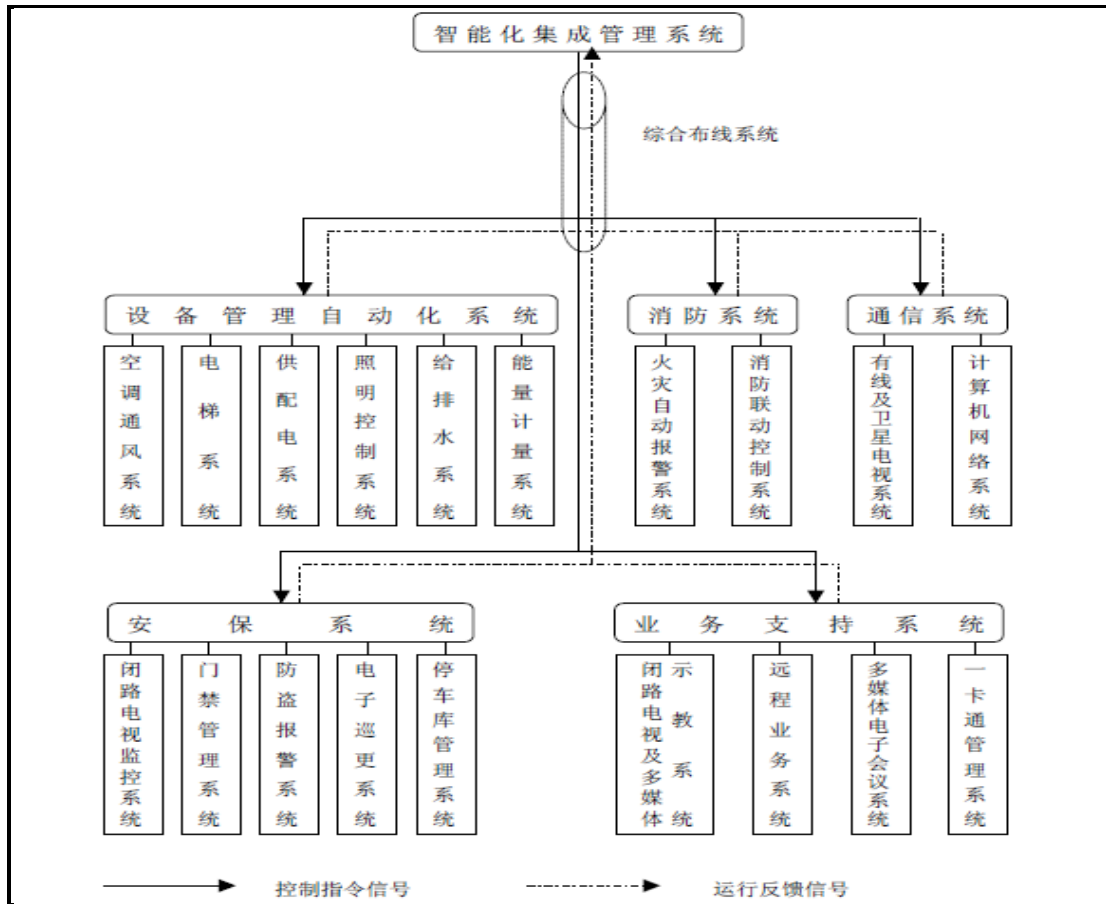 智能化集成管理系统
综合布线系统
设备管理自动化系统
消防系统
通信系统
空调通风系统
电梯系统
供配电系统
照明控制系统
给排水系统
能量计量系统
火灾自动报警系统
消防联动控制系统
有线及卫星电视系统
计算机网络系统
安保系统
业务支持系统
闭路电视监控系统
门禁管理系统
防盗报警系统
电子巡更系统
停车库管理系统
闭路电视及多媒体
示教系统
远程业务系统
多媒体电子会议系统
一卡通管理系统
控制指令信号
运行反馈信号